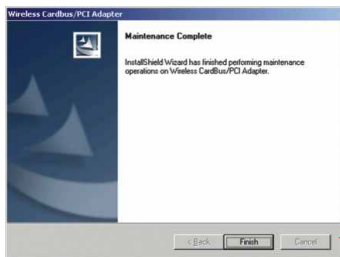 Wireless Cardbus/PCI Adapter
Maintenance Complete
InstallShield Wizard has finished performing maintenance
operations on Wireless CardBus/PCI Adapter.
< Back
Finish
Cancel